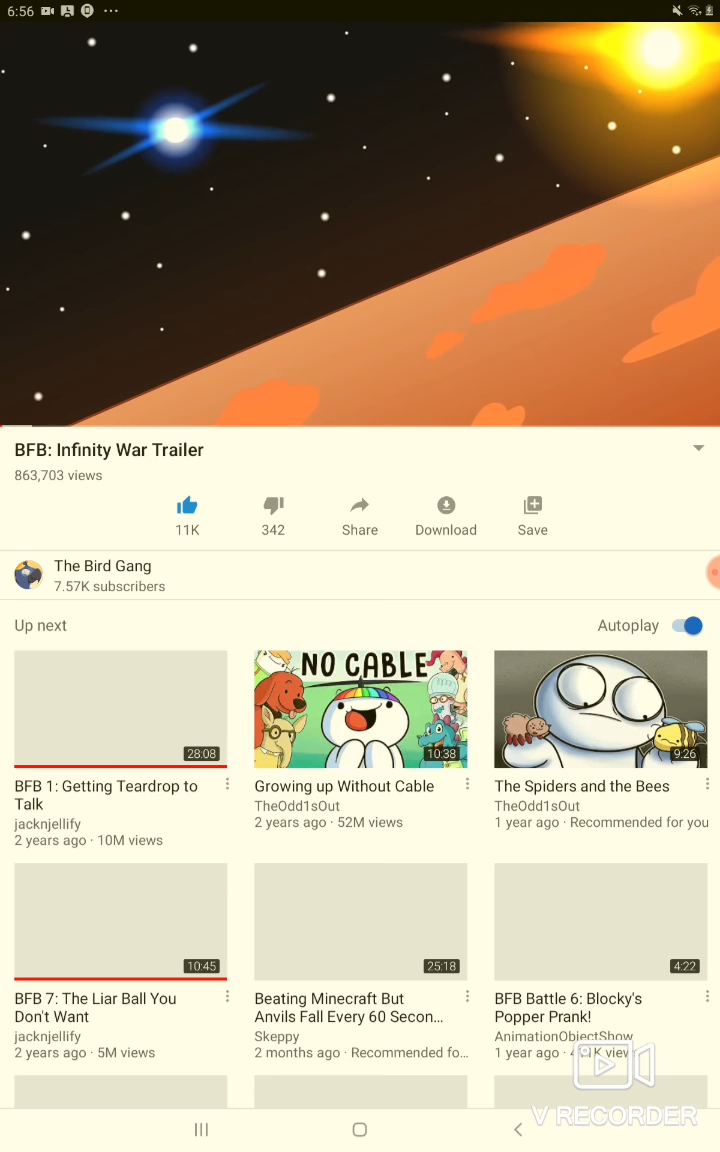 6:56
BFB: Infinity War Trailer
863,703 views
11K
342
Share
Download
Save
The Bird Gang
7.57K subscribers
Up next
Autoplay
28:08
BFB 1: Getting Teardrop to
Talk
jacknjellify
2 years ago · 10M views
NO CABLE
10:38
Growing up Without Cable
TheOdd1sOut
2 years ago · 52M views
9:26
The Spiders and the Bees
TheOdd1sOut
1 year ago · Recommended for you
10:45
BFB 7: The Liar Ball You
Don't Want
jacknjellify
2 years ago · 5M views
25:18
Beating Minecraft But
Anvils Fall Every 60 Secon...
Skeppy
2 months ago · Recommended fo...
4:22
BFB Battle 6: Blocky's
Popper Prank!
AnimationObjectShow
1 year ago · views
V RECORDER